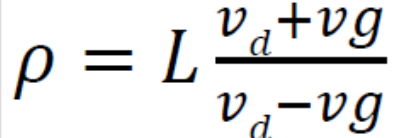 ρ = L (v_d+vg)/(v_d−vg)